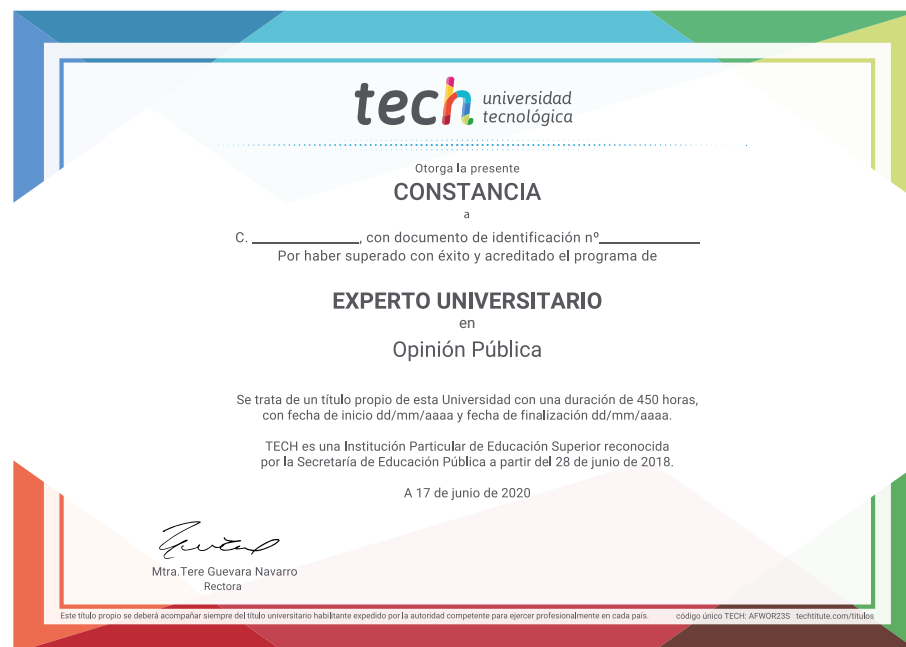 tech universidad
tecnológica
Otorga la presente
CONSTANCIA
a
C. ____________, con documento de identificación nº____________
Por haber superado con éxito y acreditado el programa de
EXPERTO UNIVERSITARIO
en
Opinión Pública
Se trata de un título propio de esta Universidad con una duración de 450 horas,
con fecha de inicio dd/mm/aaaa y fecha de finalización dd/mm/aaaa.
TECH es una Institución Particular de Educación Superior reconocida
por la Secretaría de Educación Pública a partir del 28 de junio de 2018.
A 17 de junio de 2020
Mtra.Tere Guevara Navarro
Rectora
Este título propio se deberá acompañar siempre del título universitario habilitante expedido por la autoridad competente para ejercer profesionalmente en cada país. código único TECH: AFWOR23S techtitute.com/títulos